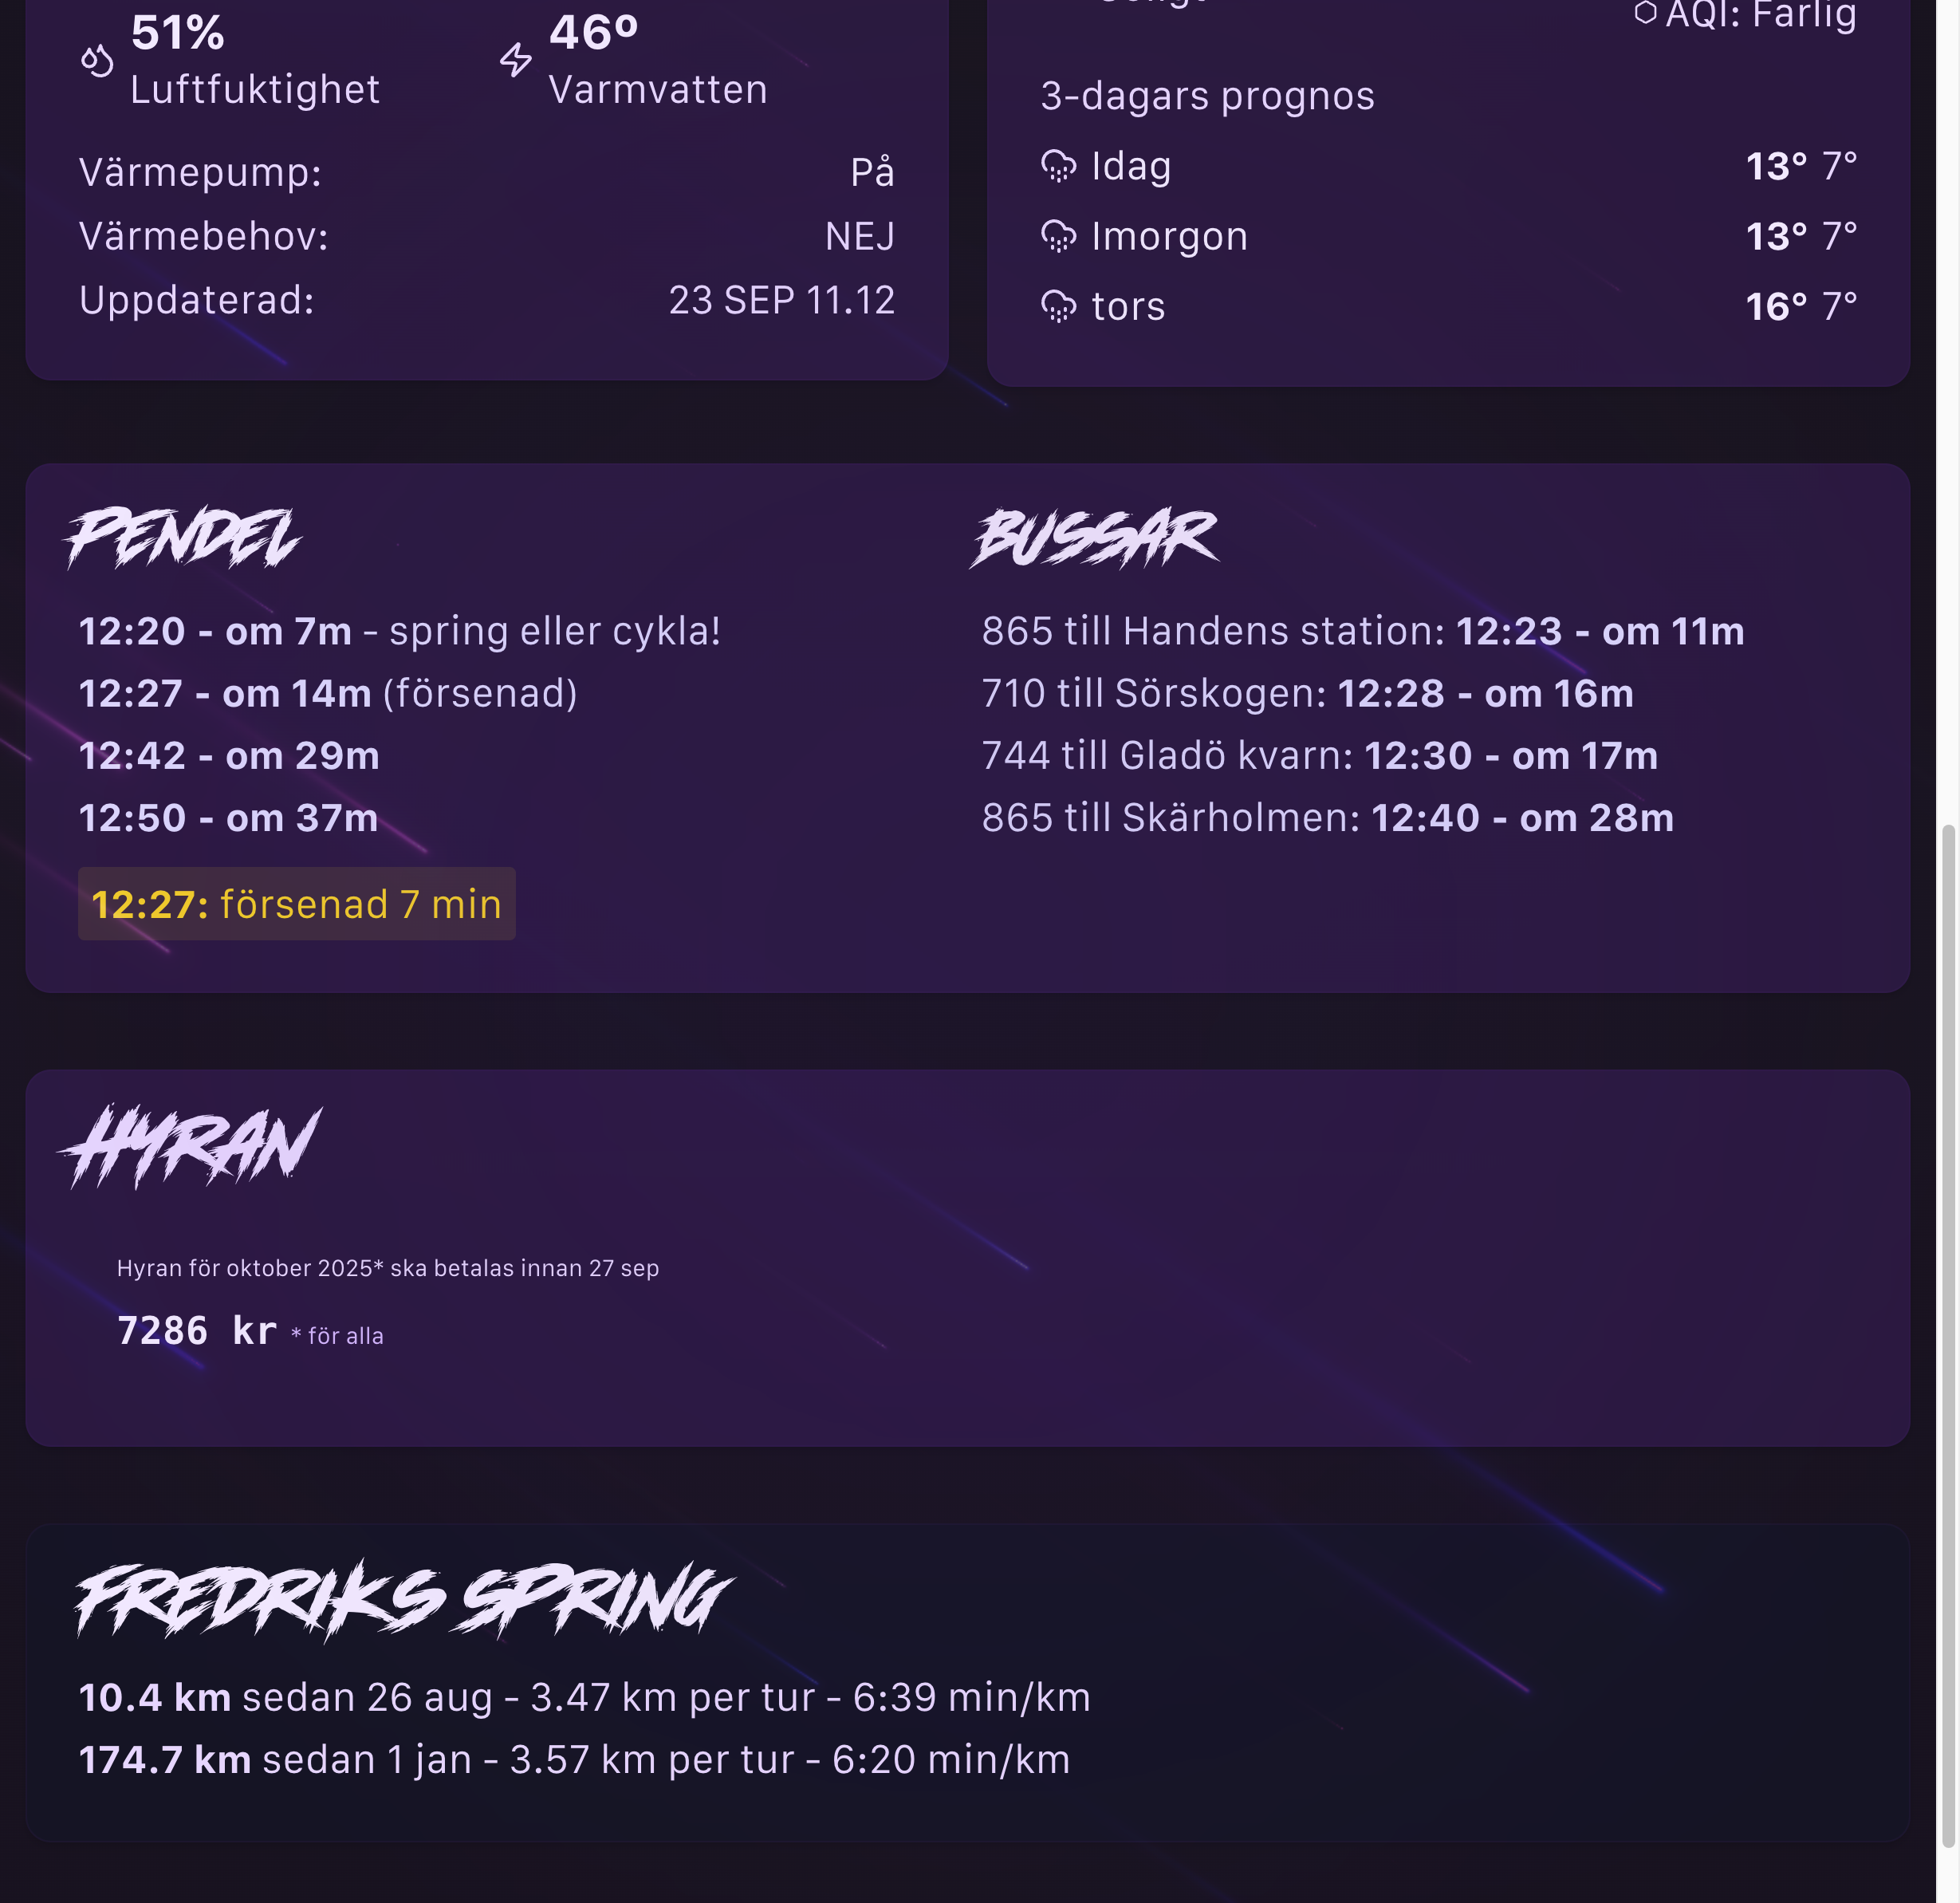 51%
Luftfuktighet
46º
Varmvatten
Värmepump: På
Värmebehov: NEJ
Uppdaterad: 23 SEP 11.12
AQI: Farlig
3-dagars prognos
Idag 13° 7°
Imorgon 13° 7°
tors 16° 7°
PENDEL
12:20 - om 7m - spring eller cykla!
12:27 - om 14m (försenad)
12:42 - om 29m
12:50 - om 37m
12:27: försenad 7 min
BUSSAR
865 till Handens station: 12:23 - om 11m
710 till Sörskogen: 12:28 - om 16m
744 till Gladö kvarn: 12:30 - om 17m
865 till Skärholmen: 12:40 - om 28m
HYRAN
Hyran för oktober 2025* ska betalas innan 27 sep
7286 kr * för alla
FREDRIKS SPRING
10.4 km sedan 26 aug - 3.47 km per tur - 6:39 min/km
174.7 km sedan 1 jan - 3.57 km per tur - 6:20 min/km